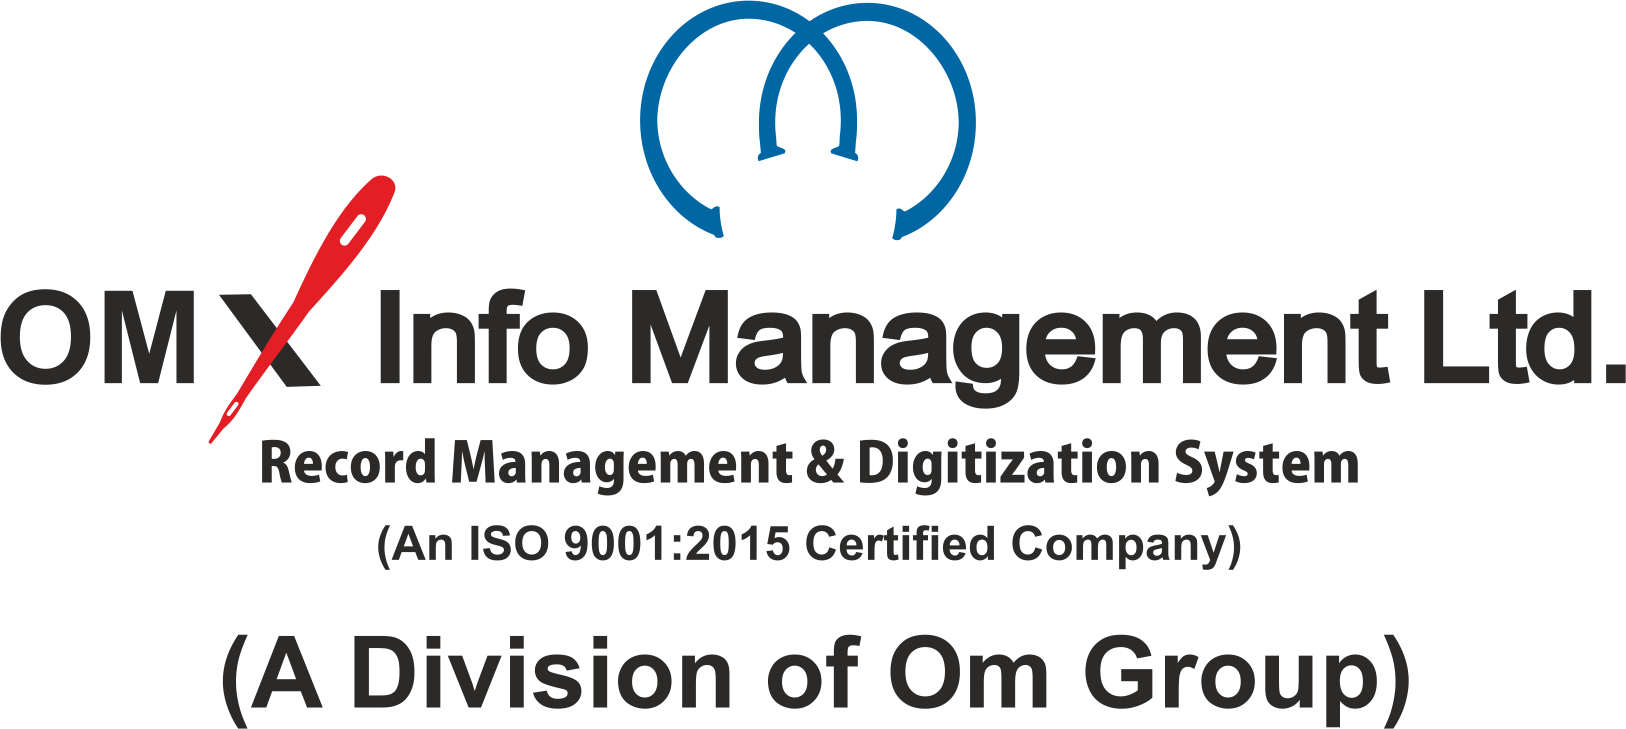 OMX Info Management Ltd.
Record Management & Digitization System
(An ISO 9001:2015 Certified Company)
(A Division of Om Group)